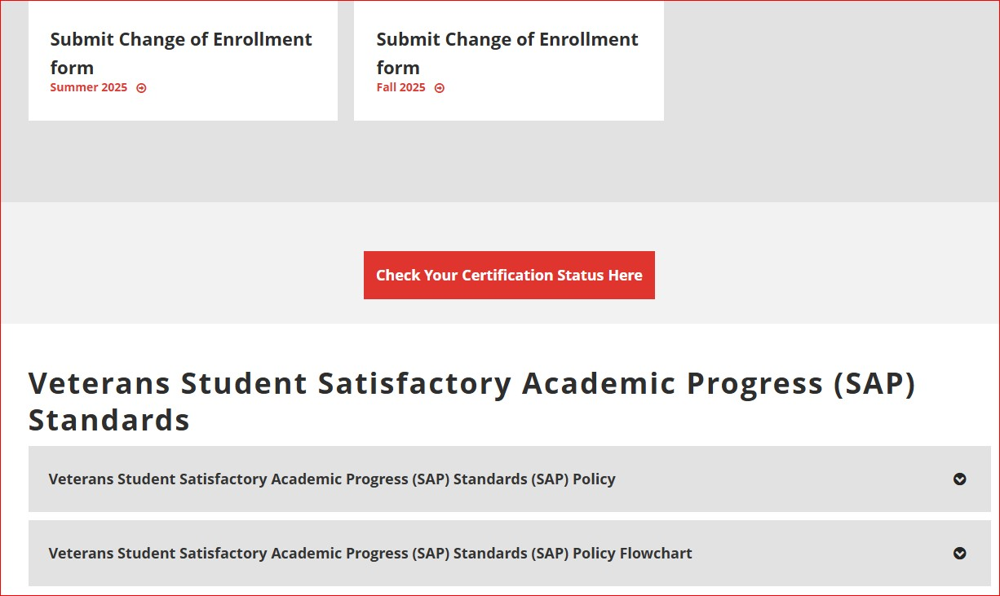 Submit Change of Enrollment
form
Summer 2025
Submit Change of Enrollment
form
Fall 2025
Check Your Certification Status Here
Veterans Student Satisfactory Academic Progress (SAP)
Standards
Veterans Student Satisfactory Academic Progress (SAP) Standards (SAP) Policy
Veterans Student Satisfactory Academic Progress (SAP) Standards (SAP) Policy Flowchart